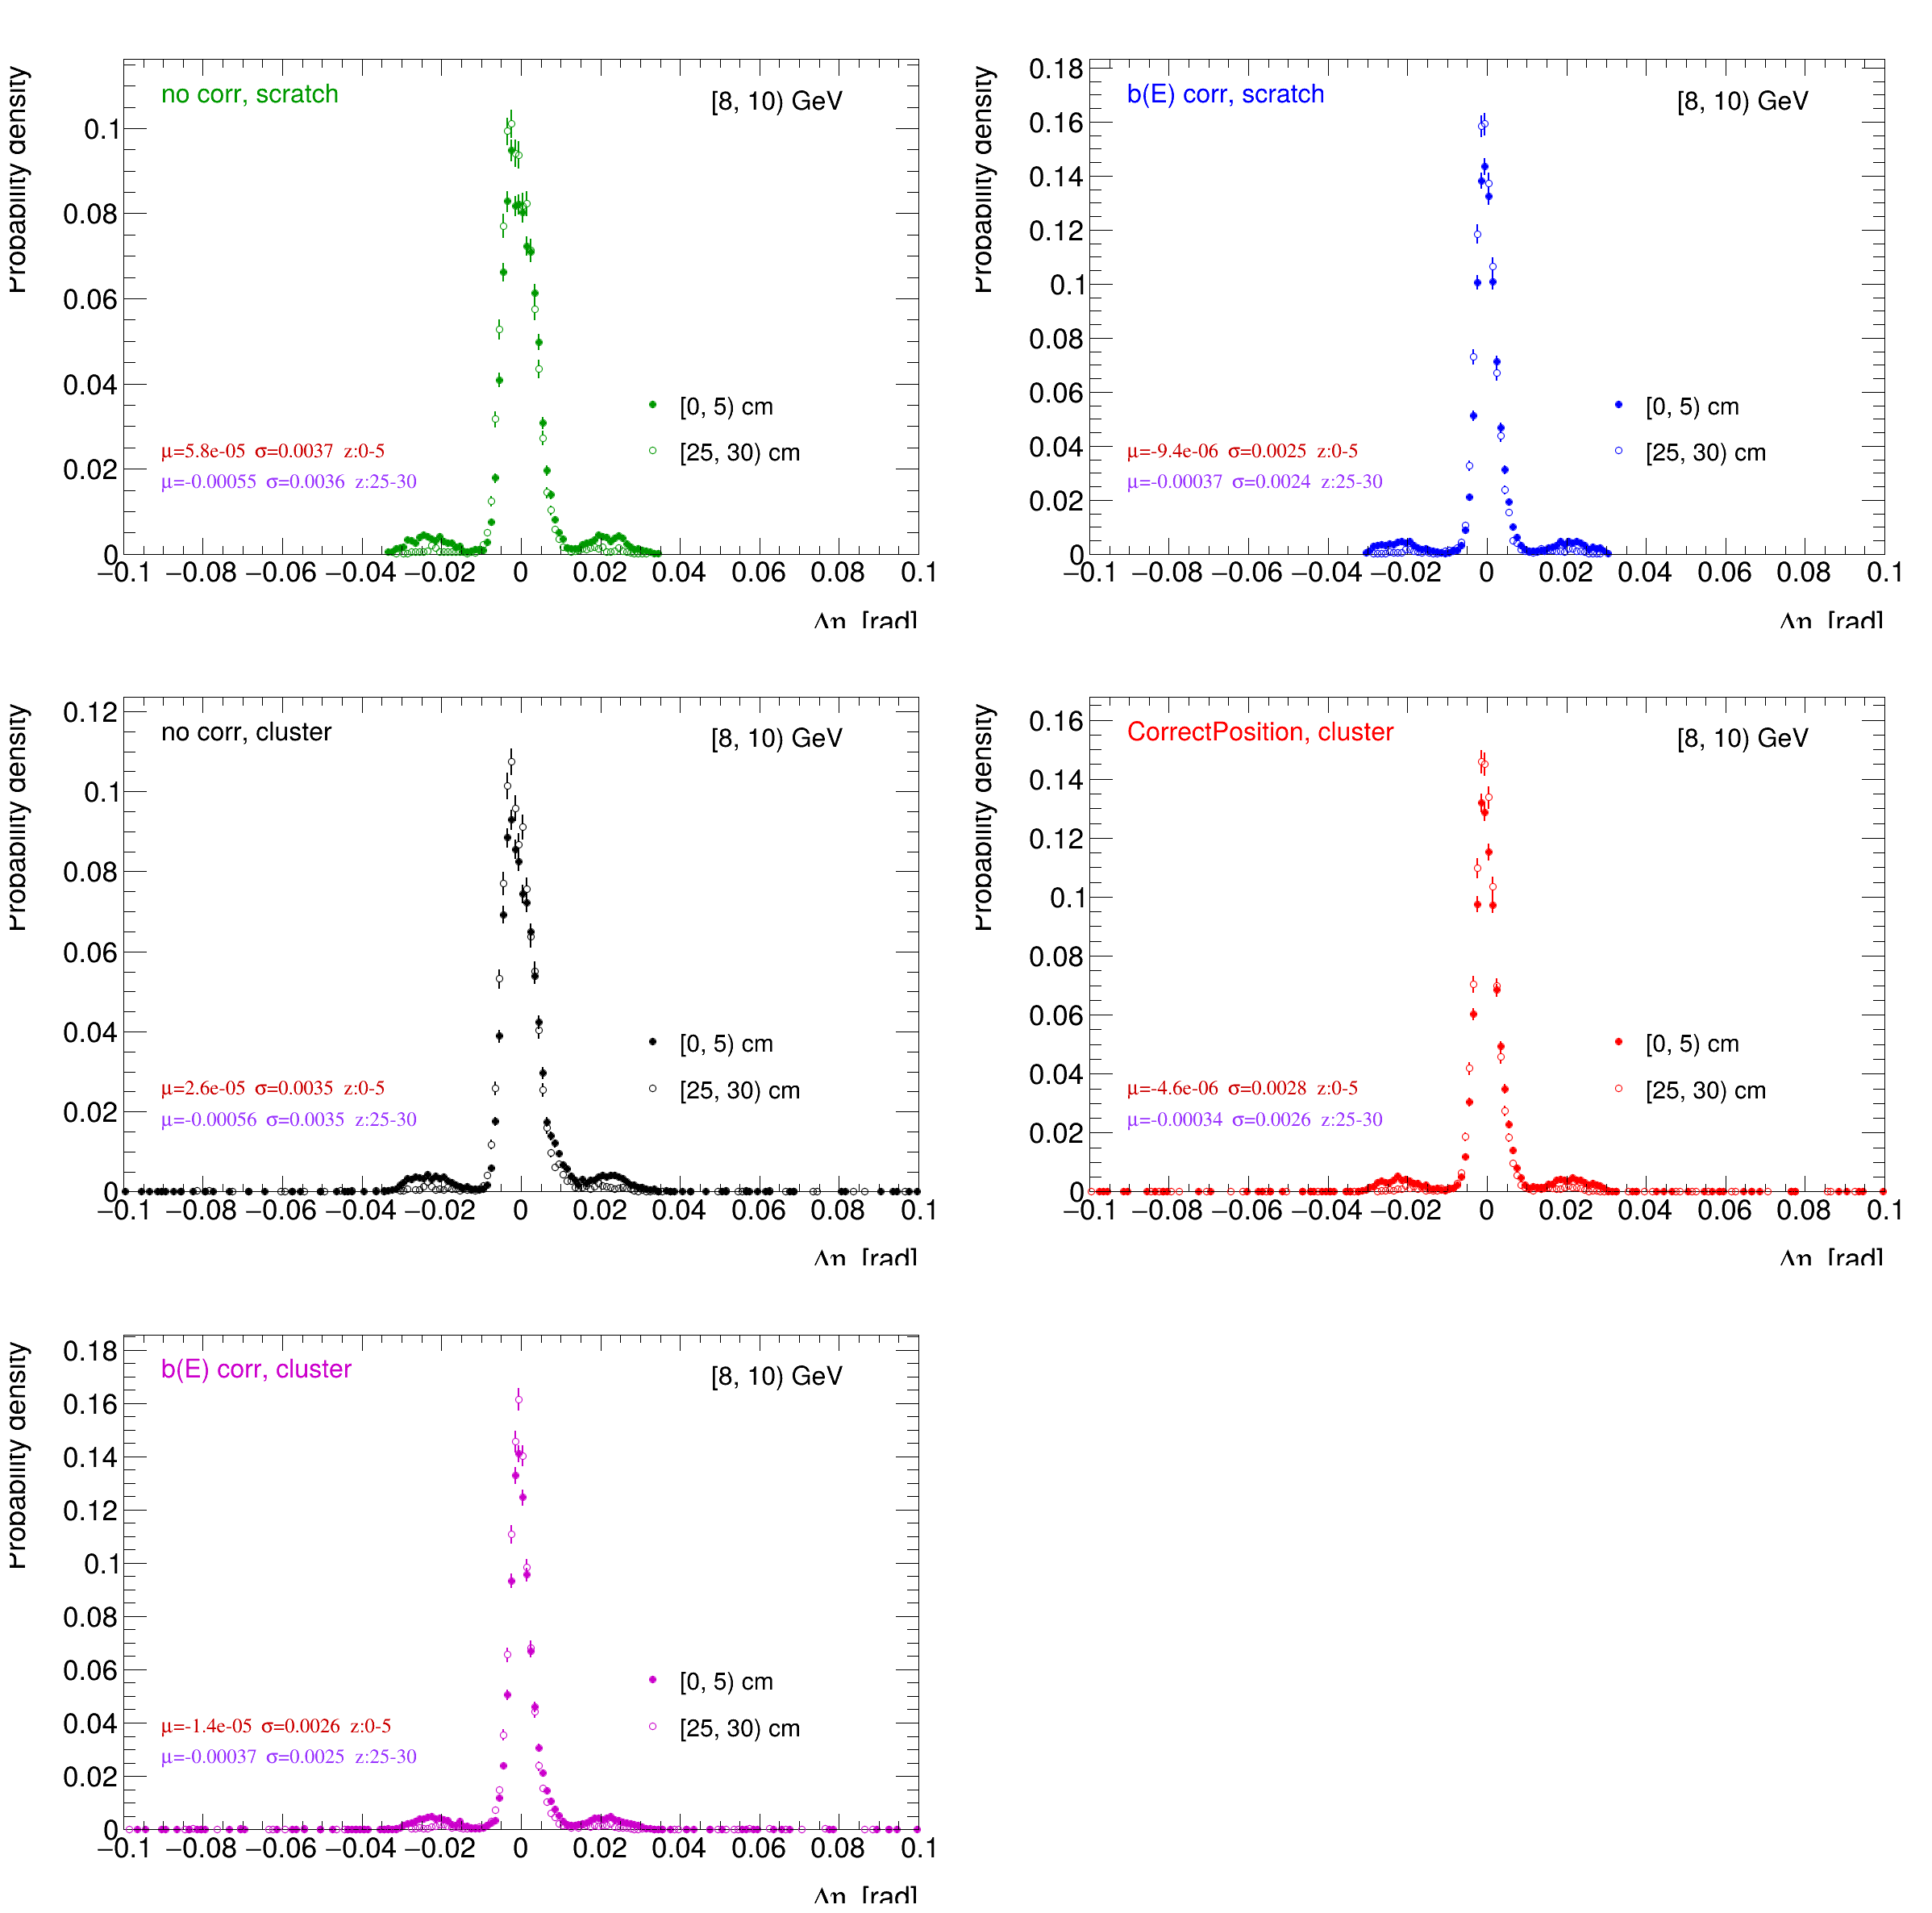 no corr, scratch
[8, 10) GeV
Probability density
0.1
0.08
0.06
0.04
0.02
0
[0, 5) cm
[25, 30) cm
μ=5.8e-05 σ=0.0037 z:0-5
μ=-0.00055 σ=0.0036 z:25-30
−0.1 −0.08 −0.06 −0.04 −0.02 0 0.02 0.04 0.06 0.08 0.1
Δη [rad]
b(E) corr, scratch
[8, 10) GeV
Probability density
0.18
0.16
0.14
0.12
0.1
0.08
0.06
0.04
0.02
0
[0, 5) cm
[25, 30) cm
μ=-9.4e-06 σ=0.0025 z:0-5
μ=-0.00037 σ=0.0024 z:25-30
−0.1 −0.08 −0.06 −0.04 −0.02 0 0.02 0.04 0.06 0.08 0.1
Δη [rad]
no corr, cluster
[8, 10) GeV
Probability density
0.12
0.1
0.08
0.06
0.04
0.02
0
[0, 5) cm
[25, 30) cm
μ=2.6e-05 σ=0.0035 z:0-5
μ=-0.00056 σ=0.0035 z:25-30
−0.1 −0.08 −0.06 −0.04 −0.02 0 0.02 0.04 0.06 0.08 0.1
Δη [rad]
CorrectPosition, cluster
[8, 10) GeV
Probability density
0.16
0.14
0.12
0.1
0.08
0.06
0.04
0.02
0
[0, 5) cm
[25, 30) cm
μ=-4.6e-06 σ=0.0028 z:0-5
μ=-0.00034 σ=0.0026 z:25-30
−0.1 −0.08 −0.06 −0.04 −0.02 0 0.02 0.04 0.06 0.08 0.1
Δη [rad]
b(E) corr, cluster
[8, 10) GeV
Probability density
0.18
0.16
0.14
0.12
0.1
0.08
0.06
0.04
0.02
0
[0, 5) cm
[25, 30) cm
μ=-1.4e-05 σ=0.0026 z:0-5
μ=-0.00037 σ=0.0025 z:25-30
−0.1 −0.08 −0.06 −0.04 −0.02 0 0.02 0.04 0.06 0.08 0.1
Δη [rad]